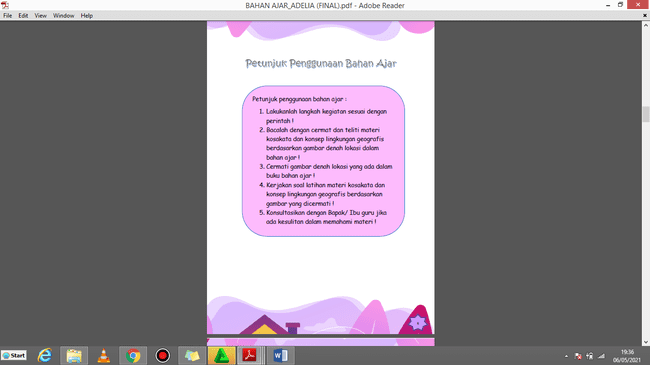 BAHAN AJAR_ADELIA (FINAL).pdf - Adobe Reader
File Edit View Window Help
Petunjuk Penggunaan Bahan Ajar
Petunjuk penggunaan bahan ajar :
1. Lakukanlah langkah kegiatan sesuai dengan
perintah !
2. Bacalah dengan cermat dan teliti materi
kosakata dan konsep lingkungan geografis
berdasarkan gambar denah lokasi dalam
bahan ajar !
3. Cermati gambar denah lokasi yang ada dalam
buku bahan ajar !
4. Kerjakan soal latihan materi kosakata dan
konsep lingkungan geografis berdasarkan
gambar yang dicermati !
5. Konsultasikan dengan Bapak/ Ibu guru jika
ada kesulitan dalam memahami materi !
Start
19:36
06/05/2021